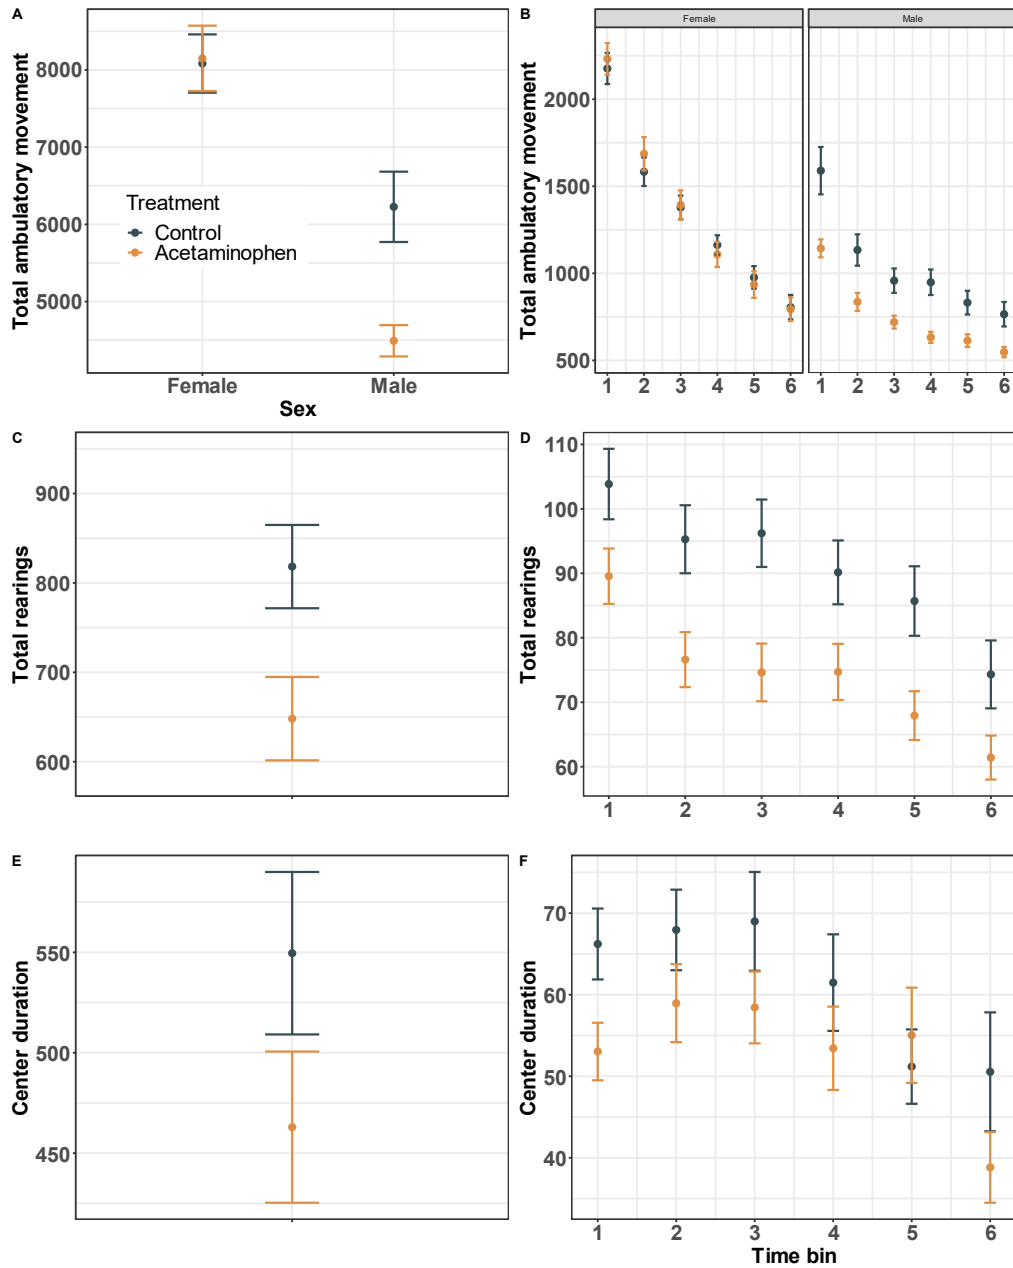 A
Total ambulatory movement
8000
7000
6000
5000
Treatment
Control
Acetaminophen
Female Male
Sex
B
Female Male
Total ambulatory movement
2000
1500
1000
500
1 2 3 4 5 6 1 2 3 4 5 6
C
Total rearings
900
800
700
600
D
Total rearings
110
100
90
80
70
60
1 2 3 4 5 6
E
Center duration
550
500
450
F
Center duration
70
60
50
40
1 2 3 4 5 6
Time bin